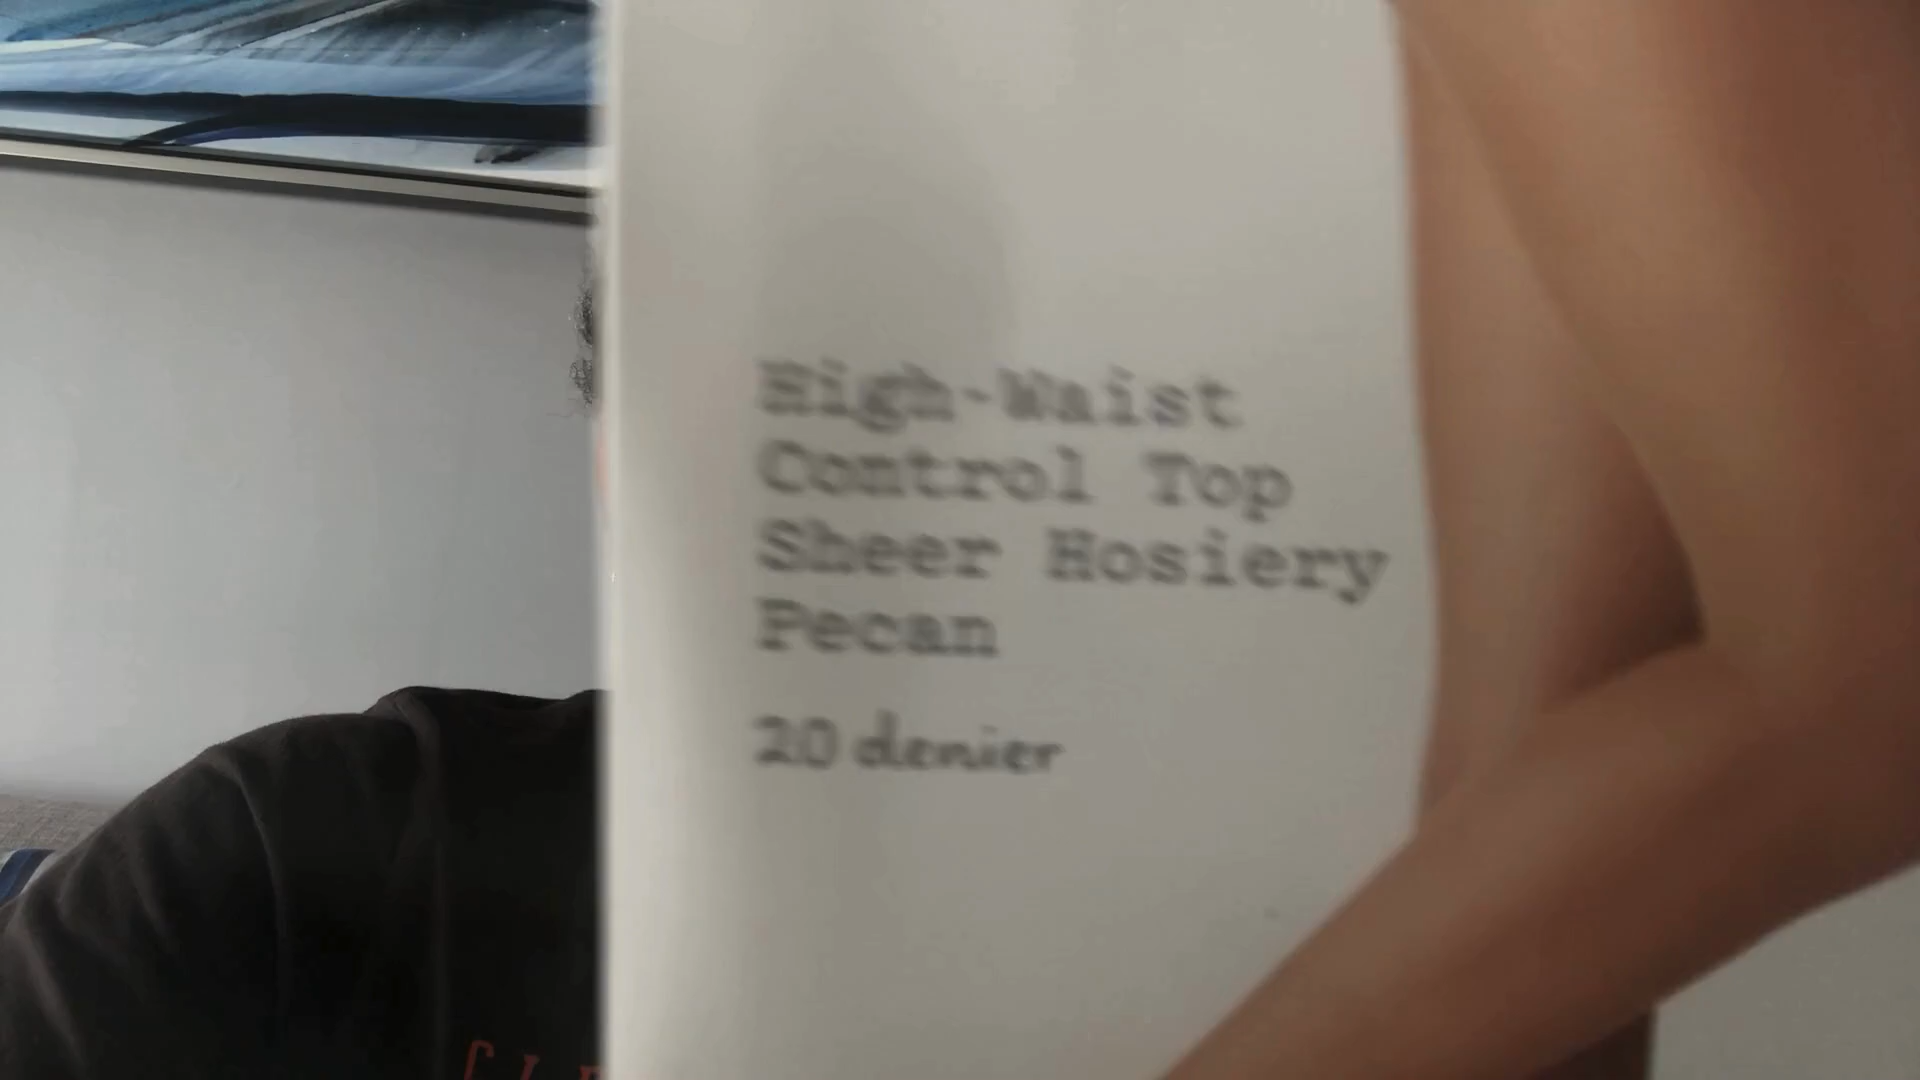 High-Waist
Control Top
Sheer Hosiery
Pecan
20 denier